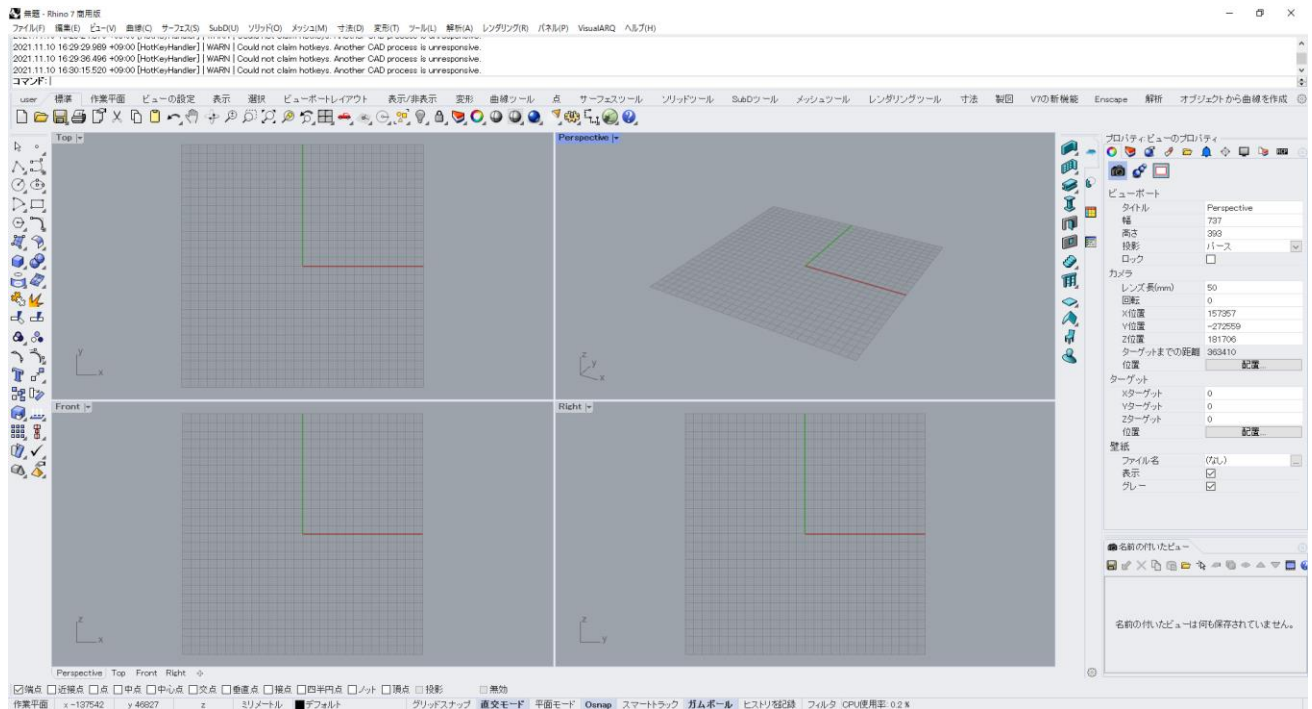 無題 - Rhino 7 商用版
ファイル(F) 編集(E) ビュー(V) 曲線(C) サーフェス(S) SubD(U) ソリッド(O) メッシュ(M) 寸法(D) 変形(T) ツール(L) 解析(A) レンダリング(R) パネル(P) VisualARQ ヘルプ(H)
2021.11.10 16:29:29.989 +09:00 [HotKeyHandler] | WARN | Could not claim hotkeys. Another CAD process is unresponsive.
2021.11.10 16:29:36.496 +09:00 [HotKeyHandler] | WARN | Could not claim hotkeys. Another CAD process is unresponsive.
2021.11.10 16:30:15.520 +09:00 [HotKeyHandler] | WARN | Could not claim hotkeys. Another CAD process is unresponsive.
コマンド:
user 標準 作業平面 ビューの設定 表示 選択 ビューポートレイアウト 表示/非表示 変形 曲線ツール 点 サーフェスツール ソリッドツール SubDツール メッシュツール レンダリングツール 寸法 製図 V7の新機能 Enscape 解析 オブジェクトから曲線を作成
Top
Perspective
y
x
z
y
x
Front
Right
z
x
z
y
プロパティ:ビューのプロパティ
ビューポート
タイトル Perspective
幅 737
高さ 393
投影 パース
ロック
カメラ
レンズ長(mm) 50
回転 0
X位置 157357
Y位置 -272559
Z位置 181706
ターゲットまでの距離 363410
位置 配置...
ターゲット
Xターゲット 0
Yターゲット 0
Zターゲット 0
位置 配置...
壁紙
ファイル名 (なし) ...
表示
グレー
名前の付いたビュー
名前の付いたビューは何も保存されていません。
Perspective Top Front Right
端点 近接点 点 中点 中心点 交点 垂直点 接点 四半円点 ノット 頂点 投影 無効
作業平面 x -137542 y 46827 z ミリメートル デフォルト グリッドスナップ 直交モード 平面モード Osnap スマートトラック ガムボール ヒストリを記録 フィルタ CPU使用率: 0.2 %